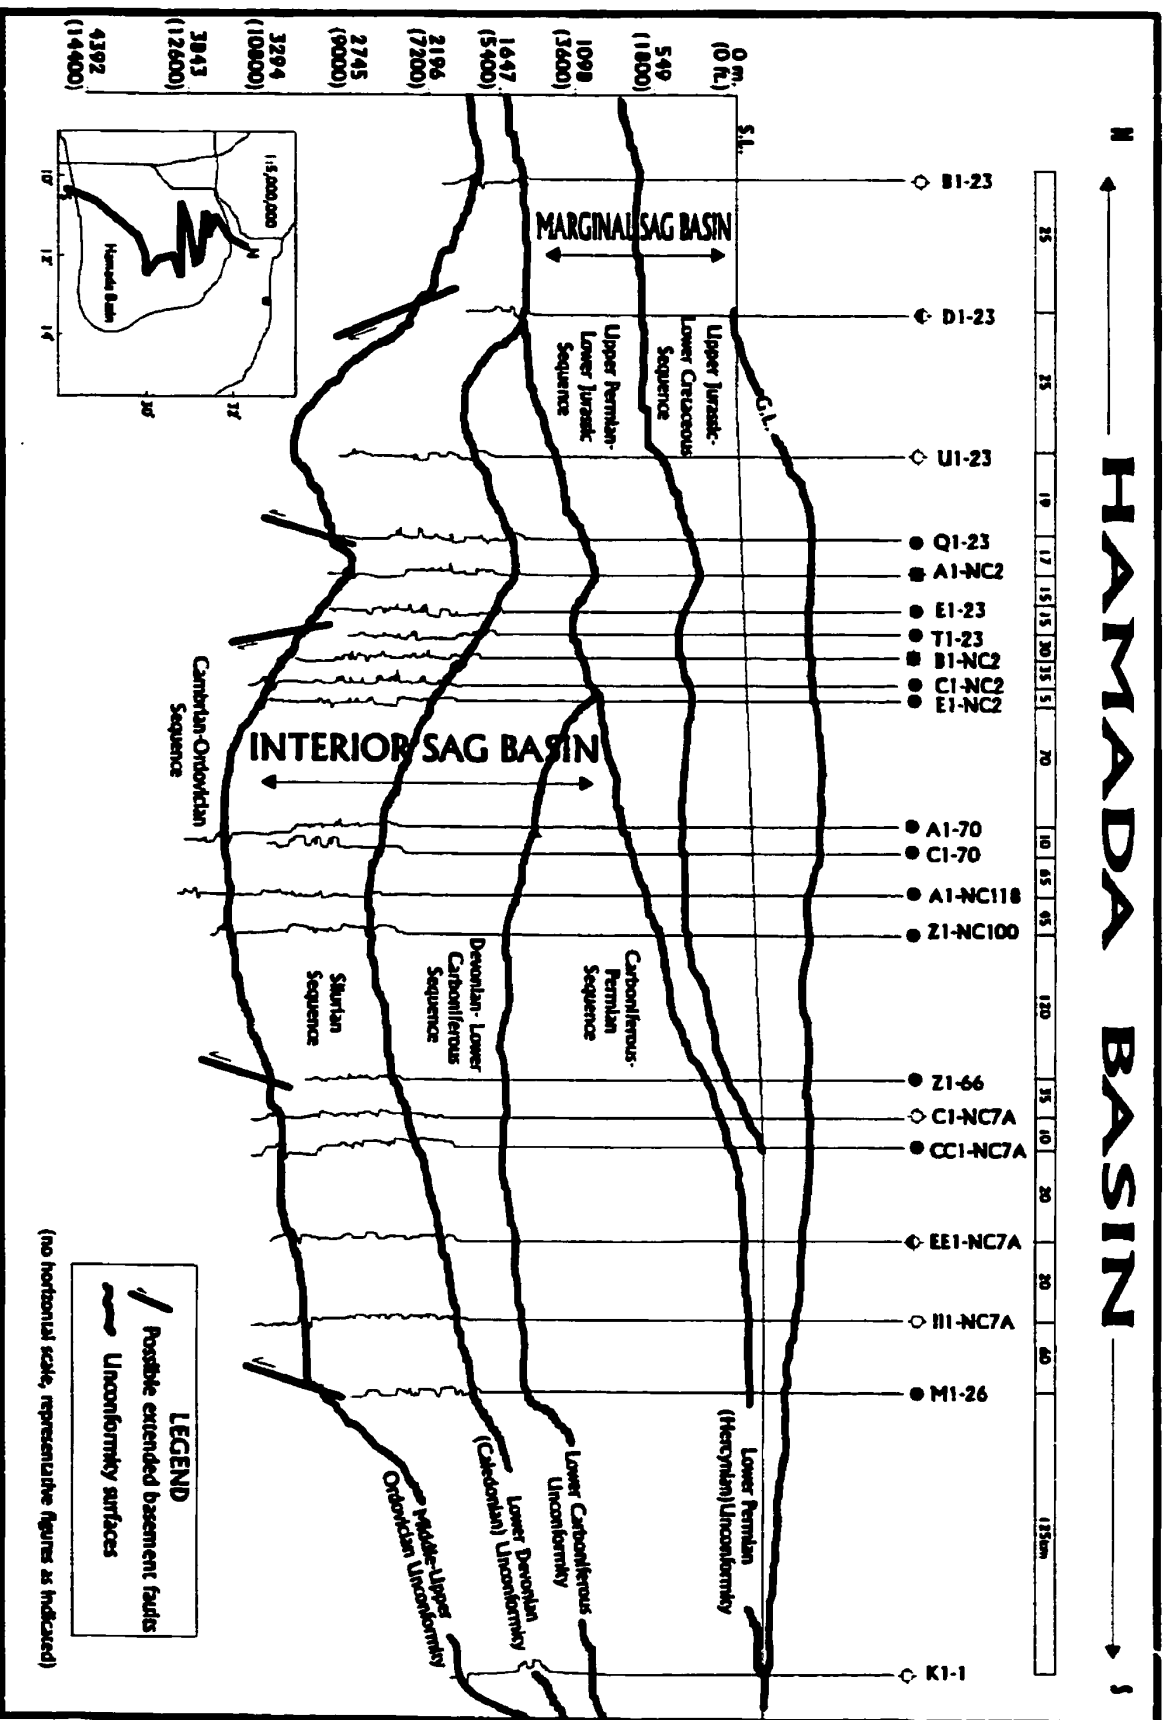 HAMADA BASIN
N
S
25
25
19
17
15
15
30
35
5
70
10
65
65
120
35
10
20
20
60
125km
B1-23
D1-23
U1-23
Q1-23
A1-NC2
E1-23
T1-23
B1-NC2
C1-NC2
E1-NC2
A1-70
C1-70
A1-NC118
Z1-NC100
Z1-66
C1-NC7A
CC1-NC7A
EE1-NC7A
III1-NC7A
M1-26
K1-1
0 m.
(0 ft.)
549
(1800)
1098
(3600)
1647
(5400)
2196
(7200)
2745
(9000)
3294
(10800)
3843
(12600)
4392
(14400)
S.L.
G.L.
MARGINAL SAG BASIN
Upper Jurassic-
Lower Cretaceous
Sequence
Upper Permian-
Lower Jurassic
Sequence
INTERIOR SAG BASIN
Carboniferous-
Permian
Sequence
Devonian- Lower
Carboniferous
Sequence
Silurian
Sequence
Cambrian-Ordovician
Sequence
Lower Permian
(Hercynian)Unconformity
Lower Carboniferous
Unconformity
Lower Devonian
(Caledonian) Unconformity
Middle-Upper
Ordovician Unconformity
1:5,000,000
N
S
Hamada Basin
10'
12'
14'
32'
30'
LEGEND
Possible extended basement faults
Unconformity surfaces
(no horizontal scale, representative figures as indicated)